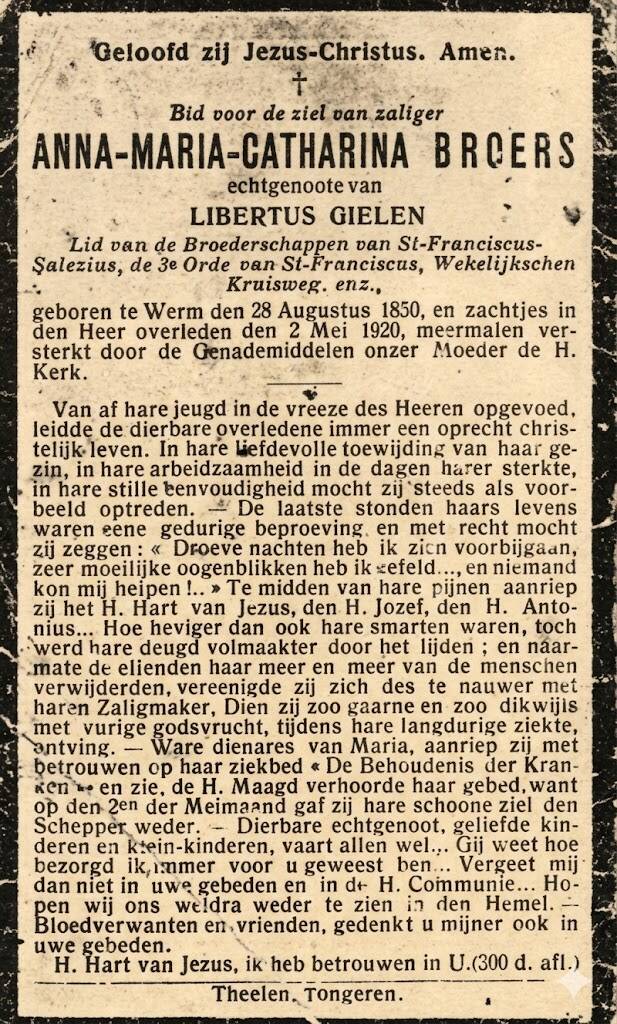 Geloofd zij Jezus-Christus. Amen.
†
Bid voor de ziel van zaliger
ANNA-MARIA-CATHARINA BROERS
echtgenoote van
LIBERTUS GIELEN
Lid van de Broederschappen van St-Franciscus-
Salezius, de 3e Orde van St-Franciscus, Wekelijkschen
Kruisweg. enz.,
geboren te Werm den 28 Augustus 1850, en zachtjes in
den Heer overleden den 2 Mei 1920, meermalen ver-
sterkt door de Genademiddelen onzer Moeder de H.
Kerk.
Van af hare jeugd in de vreeze des Heeren opgevoed,
leidde de dierbare overledene immer een oprecht chris-
telijk leven. In hare liefdevolle toewijding van haar ge-
zin, in hare arbeidzaamheid in de dagen harer sterkte,
in hare stille eenvoudigheid mocht zij steeds als voor-
beeld optreden. — De laatste stonden haars levens
waren eene gedurige beproeving en met recht mocht
zij zeggen : « Droeve nachten heb ik zien voorbijgaan,
zeer moeilijke oogenblikken heb ik eefeld..., en niemand
kon mij helpen !.. » Te midden van hare pijnen aanriep
zij het H. Hart van Jezus, den H. Jozef, den H. Anto-
nius... Hoe heviger dan ook hare smarten waren, toch
werd hare deugd volmaakter door het lijden ; en naar-
mate de elienden haar meer en meer van de menschen
verwijderden, vereenigde zij zich des te nauwer met
haren Zaligmaker, Dien zij zoo gaarne en zoo dikwijls
met vurige godsvrucht, tijdens hare langdurige ziekte,
ontving. — Ware dienares van Maria, aanriep zij met
betrouwen op haar ziekbed « De Behoudenis der Kran-
ken » en zie, de H. Maagd verhoorde haar gebed, want
op den 2en der Meimaand gaf zij hare schoone ziel den
Schepper weder. — Dierbare echtgenoot, geliefde kin-
deren en klein-kinderen, vaart allen wel... Gij weet hoe
bezorgd ik immer voor u geweest ben... Vergeet mij
dan niet in uwe gebeden en in de H. Communie... Ho-
pen wij ons weldra weder te zien in den Hemel. —
Bloedverwanten en vrienden, gedenkt u mijner ook in
uwe gebeden.
H. Hart van Jezus, ik heb betrouwen in U. (300 d. afl.)
Theelen, Tongeren.